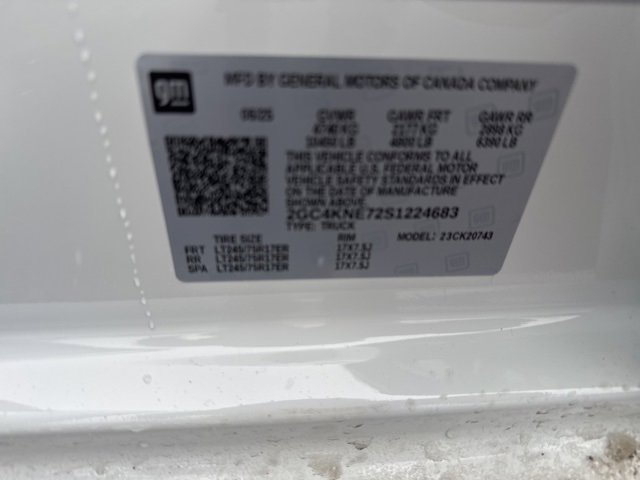 gm
MFD BY GENERAL MOTORS OF CANADA COMPANY
GVWR GAWR FRT GAWR RR
2177 KG 2898 KG
4800 LB 6390 LB
THIS VEHICLE CONFORMS TO ALL
APPLICABLE U.S. FEDERAL MOTOR
VEHICLE SAFETY STANDARDS IN EFFECT
ON THE DATE OF MANUFACTURE
SHOWN ABOVE.
2GC4KNE72S1224683
TYPE: TRUCK MODEL: 23CK20743
TIRE SIZE RIM
FRT LT245/75R17ER 17X7.5J
RR LT245/75R17ER 17X7.5J
SPA LT245/75R17ER 17X7.5J